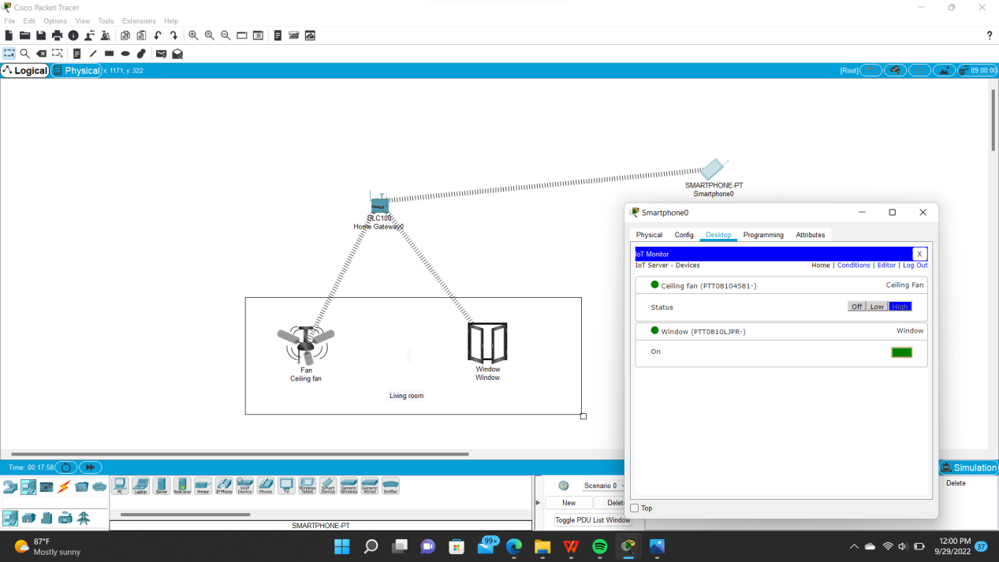 Cisco Packet Tracer
File Edit Options View Tools Extensions Help
?
Logical Physical x: 1171, y: 322 [Root] 09:00:00
SMARTPHONE-PT
Smartphone0
DLC100
Home Gateway0
Fan
Ceiling fan
Window
Window
Living room
Smartphone0
Physical Config Desktop Programming Attributes
IoT Monitor X
IoT Server - Devices Home | Conditions | Editor | Log Out
Ceiling fan (PTT08104581-) Ceiling Fan
Status Off Low High
Window (PTT0810LJPR-) Window
On
Top
Time: 00:17:58 Simulation
PC Laptop Server Printer IP Phone VoIP Device Phone TV Wireless Tablet Smart Device Generic Wireless Generic Wired Sniffer
SMARTPHONE-PT
Scenario 0
New Delet
Toggle PDU List Window
Delete
87°F
Mostly sunny
99+
12:00 PM
9/29/2022
37